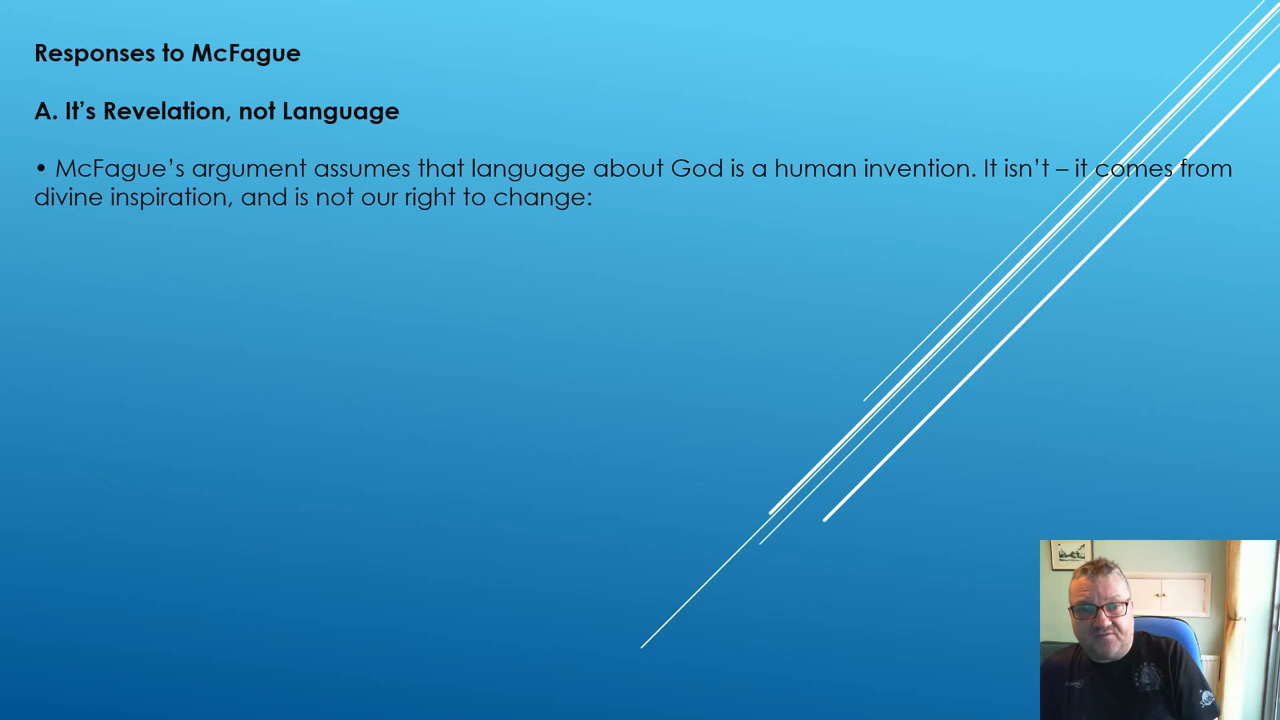 Responses to McFague
A. It’s Revelation, not Language
• McFague’s argument assumes that language about God is a human invention. It isn’t – it comes from
divine inspiration, and is not our right to change: